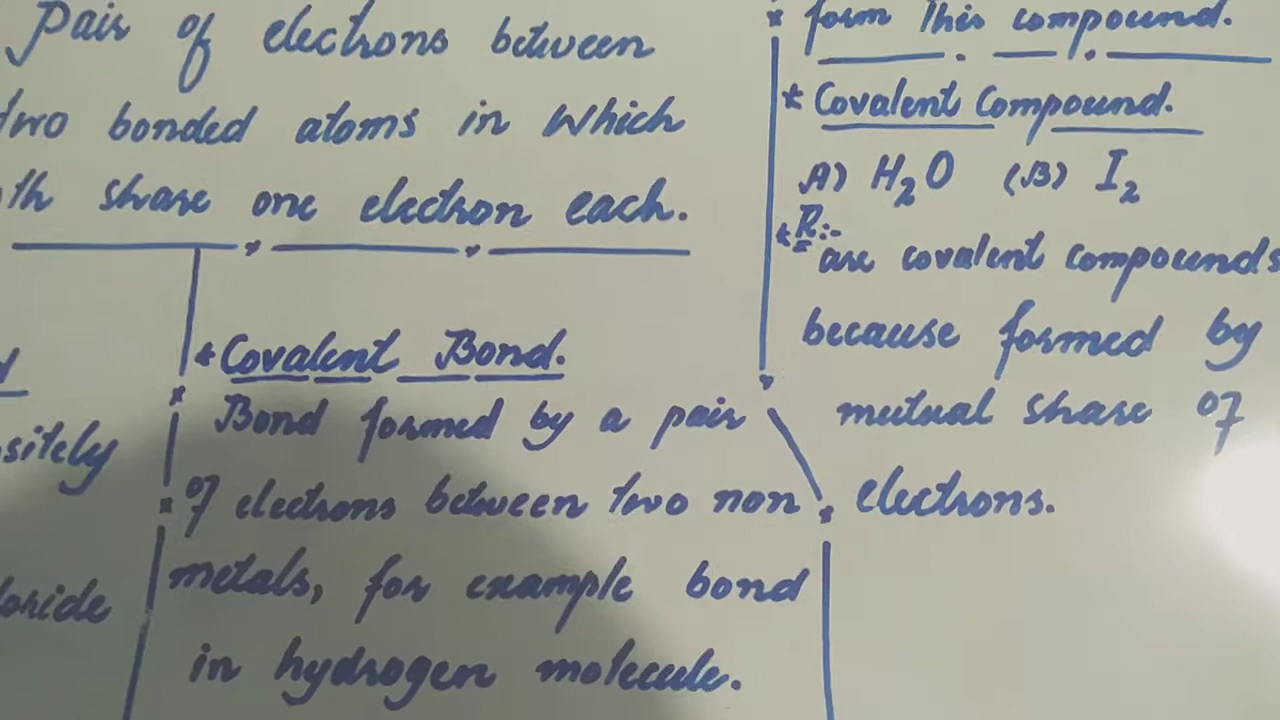 Pair of electrons between
two bonded atoms in which
th share one electron each.
sitely
loride
* Covalent Bond.
Bond formed by a pair
of electrons between two non
metals, for example bond
in hydrogen molecule.
* form This compound.
* Covalent Compound.
A) H₂O (B) I₂
* R:-
are covalent compounds
because formed by
mutual share of
electrons.